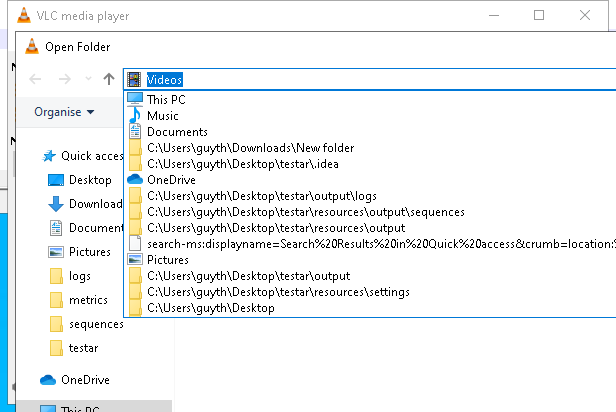 VLC media player
Open Folder
Videos
Organise
This PC
Music
Documents
C:\Users\guyth\Downloads\New folder
C:\Users\guyth\Desktop\testar\.idea
OneDrive
C:\Users\guyth\Desktop\testar\output\logs
C:\Users\guyth\Desktop\testar\resources\output\sequences
C:\Users\guyth\Desktop\testar\resources\output
search-ms:displayname=Search%20Results%20in%20Quick%20access&crumb=location:
Pictures
C:\Users\guyth\Desktop\testar\output
C:\Users\guyth\Desktop\testar\resources\settings
C:\Users\guyth\Desktop
Quick acces
Desktop
Download
Document
Pictures
logs
metrics
sequences
testar
OneDrive
This PC